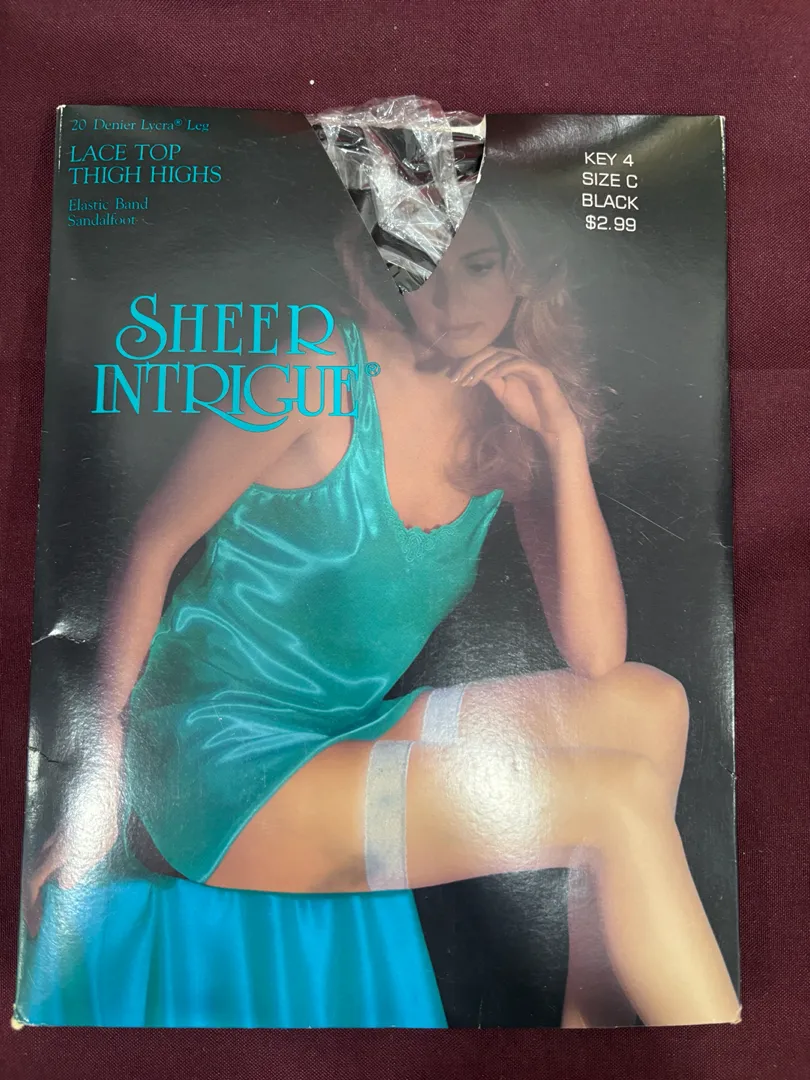 20 Denier Lycra® Leg
LACE TOP
THIGH HIGHS
Elastic Band
Sandalfoot
KEY 4
SIZE C
BLACK
$2.99
SHEER
INTRIGUE®